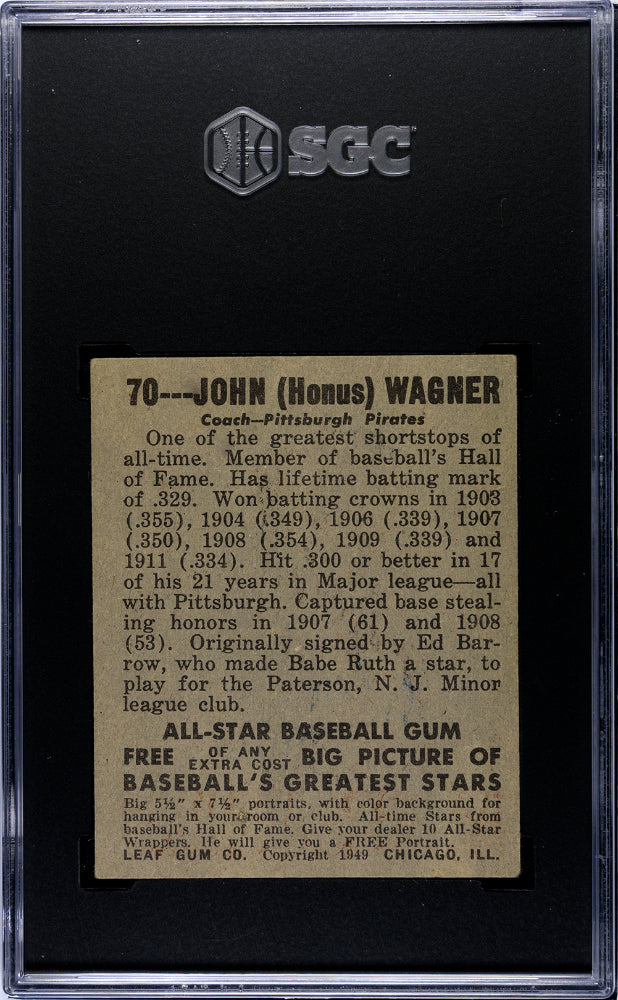 SGC
70---JOHN (Honus) WAGNER
Coach—Pittsburgh Pirates
One of the greatest shortstops of
all-time. Member of baseball's Hall
of Fame. Has lifetime batting mark
of .329. Won batting crowns in 1903
(.355), 1904 (.349), 1906 (.339), 1907
(.350), 1908 (.354), 1909 (.339) and
1911 (.334). Hit .300 or better in 17
of his 21 years in Major league—all
with Pittsburgh. Captured base steal-
ing honors in 1907 (61) and 1908
(53). Originally signed by Ed Bar-
row, who made Babe Ruth a star, to
play for the Paterson, N. J. Minor
league club.
ALL-STAR BASEBALL GUM
FREE OF ANY EXTRA COST BIG PICTURE OF
BASEBALL'S GREATEST STARS
Big 5½" x 7½" portraits, with color background for
hanging in your room or club. All-time Stars from
baseball's Hall of Fame. Give your dealer 10 All-Star
Wrappers. He will give you a FREE Portrait.
LEAF GUM CO. Copyright 1949 CHICAGO, ILL.